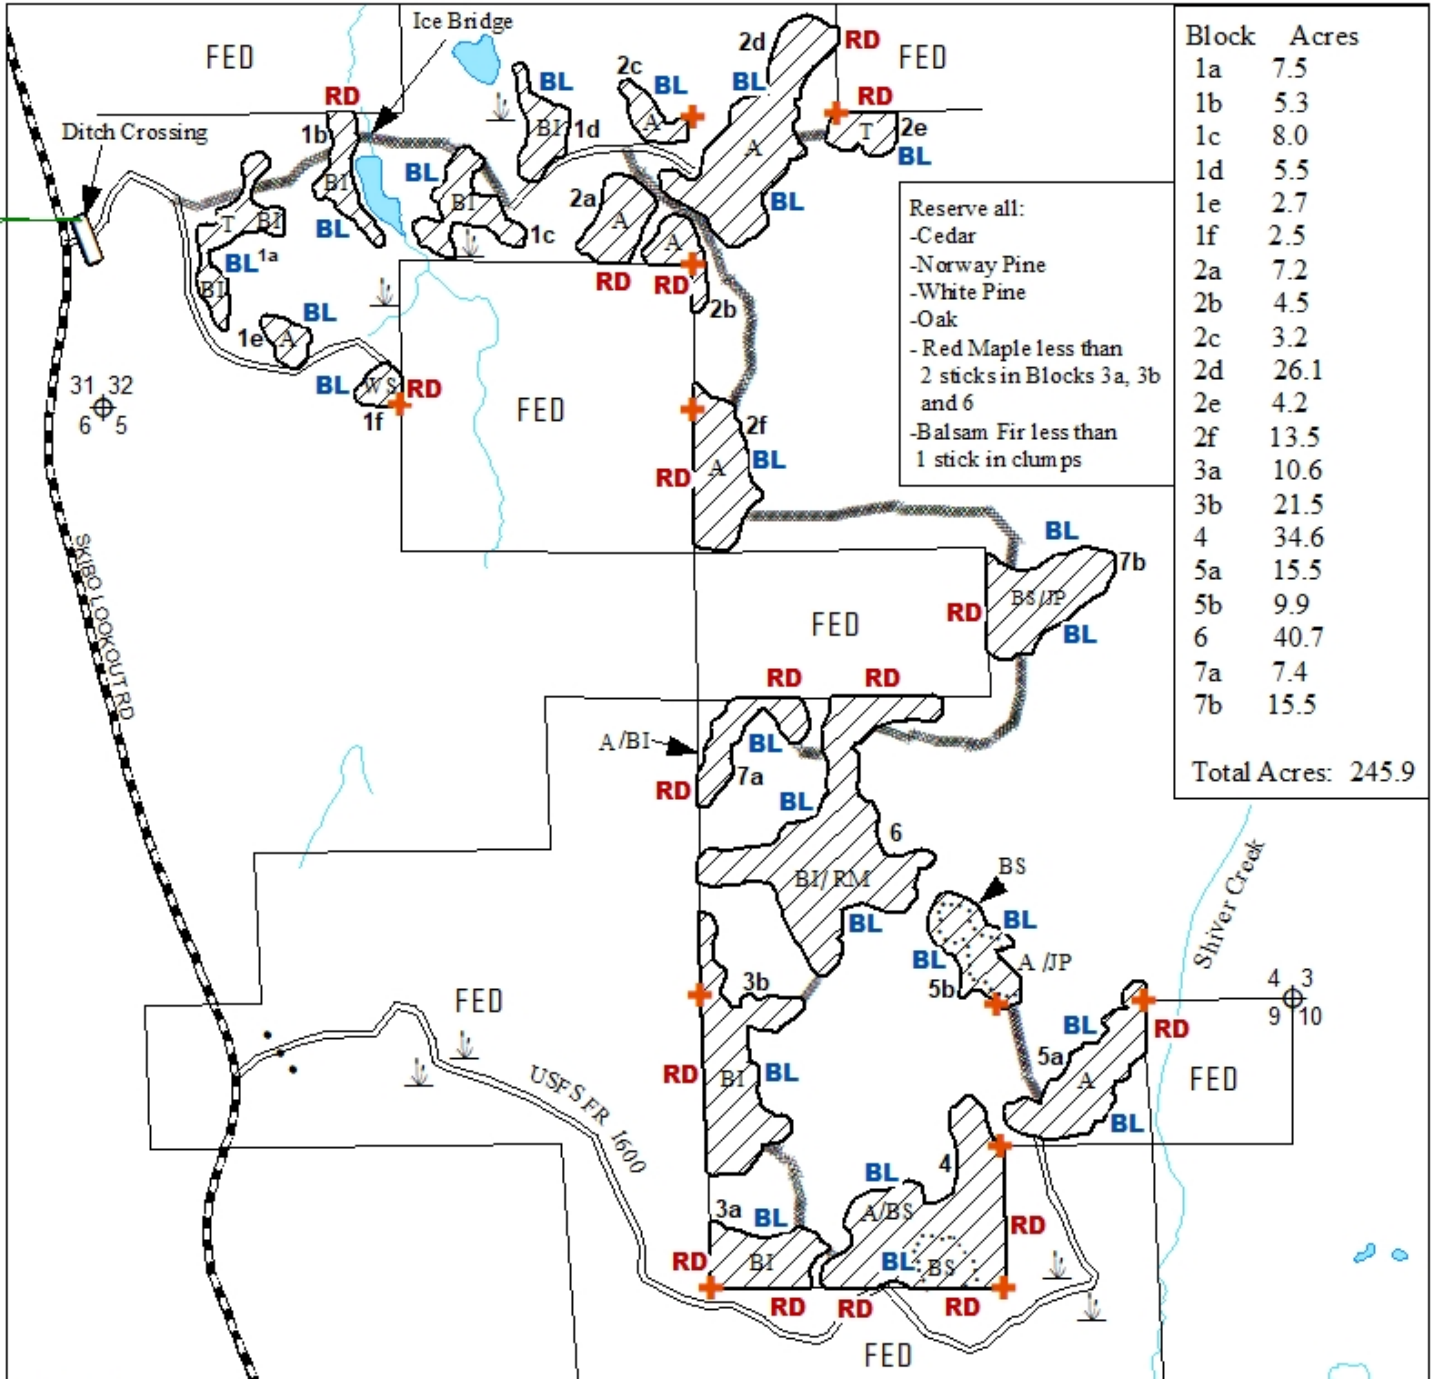 Ice Bridge
FED
RD
Ditch Crossing
1b
BI
BL
2c
BL
A
BL
BI
1d
2d
BL
RD
FED
RD
T
2e
BL
A
BL
BL
BI
1c
2a
A
RD
A
RD
2b
T
BI
BL 1a
BI
BL
1e
A
BL
WS
RD
1f
31 32
6 5
FED
2f
BL
RD
A
Reserve all:
-Cedar
-Norway Pine
-White Pine
-Oak
- Red Maple less than
2 sticks in Blocks 3a, 3b
and 6
-Balsam Fir less than
1 stick in clumps
Block Acres
1a 7.5
1b 5.3
1c 8.0
1d 5.5
1e 2.7
1f 2.5
2a 7.2
2b 4.5
2c 3.2
2d 26.1
2e 4.2
2f 13.5
3a 10.6
3b 21.5
4 34.6
5a 15.5
5b 9.9
6 40.7
7a 7.4
7b 15.5
Total Acres: 245.9
SKIBO LOOKOUT RD
BL
7b
BS/JP
RD
BL
FED
RD
RD
A/BI
BL
7a
RD
BL
6
BI/RM
BL
BS
BL
BL
A/JP
5b
Shiver Creek
4 3
9 10
3b
FED
RD
BI
BL
USFS FR 1600
BL
RD
5a
A
BL
FED
4
BL
A/BS
3a
BL
RD
BI
BL
BS
RD
RD
RD
RD
FED